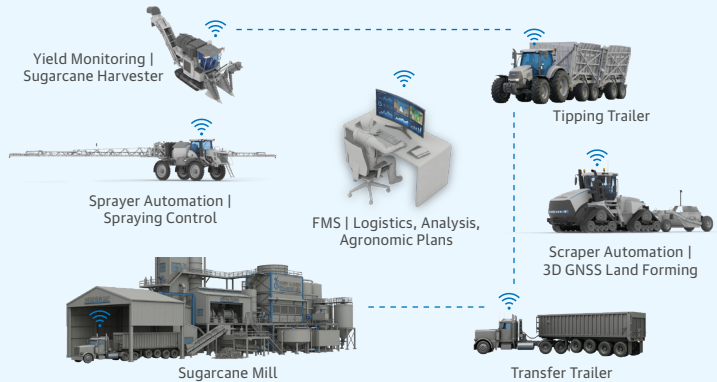 Yield Monitoring |
Sugarcane Harvester
Tipping Trailer
Sprayer Automation |
Spraying Control
FMS | Logistics, Analysis,
Agronomic Plans
Scraper Automation |
3D GNSS Land Forming
Sugarcane Mill
Transfer Trailer